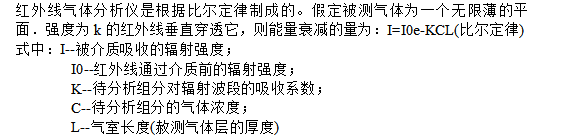 红外线气体分析仪是根据比尔定律制成的。假定被测气体为一个无限薄的平
面．强度为 k 的红外线垂直穿透它，则能量衰减的量为：I=I0e-KCL(比尔定律)
式中：I--被介质吸收的辐射强度；
I0--红外线通过介质前的辐射强度；
K--待分析组分对辐射波段的吸收系数；
C--待分析组分的气体浓度；
L--气室长度(赦测气体层的厚度)